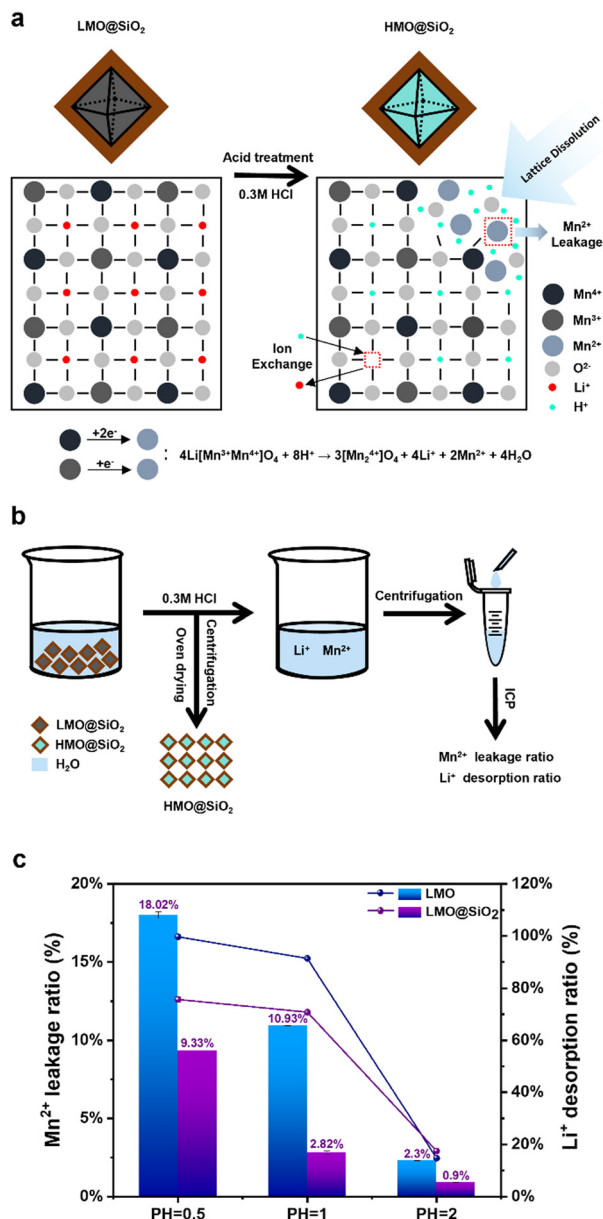 a
LMO@SiO₂
HMO@SiO₂
Acid treatment
0.3M HCl
Lattice Dissolution
Mn²⁺
Leakage
Ion
Exchange
Mn⁴⁺
Mn³⁺
Mn²⁺
O²⁻
Li⁺
H⁺
+2e⁻
+e⁻
: 4Li[Mn³⁺Mn⁴⁺]O₄ + 8H⁺ → 3[Mn₂⁴⁺]O₄ + 4Li⁺ + 2Mn²⁺ + 4H₂O
b
0.3M HCl
Centrifugation
Oven drying
Li⁺ Mn²⁺
Centrifugation
ICP
LMO@SiO₂
HMO@SiO₂
H₂O
HMO@SiO₂
Mn²⁺ leakage ratio
Li⁺ desorption ratio
c
Mn²⁺ leakage ratio (%)
20%
15%
10%
5%
0%
18.02%
9.33%
10.93%
2.82%
2.3%
0.9%
LMO
LMO@SiO₂
120%
100%
80%
60%
40%
20%
0%
Li⁺ desorption ratio (%)
PH=0.5
PH=1
PH=2